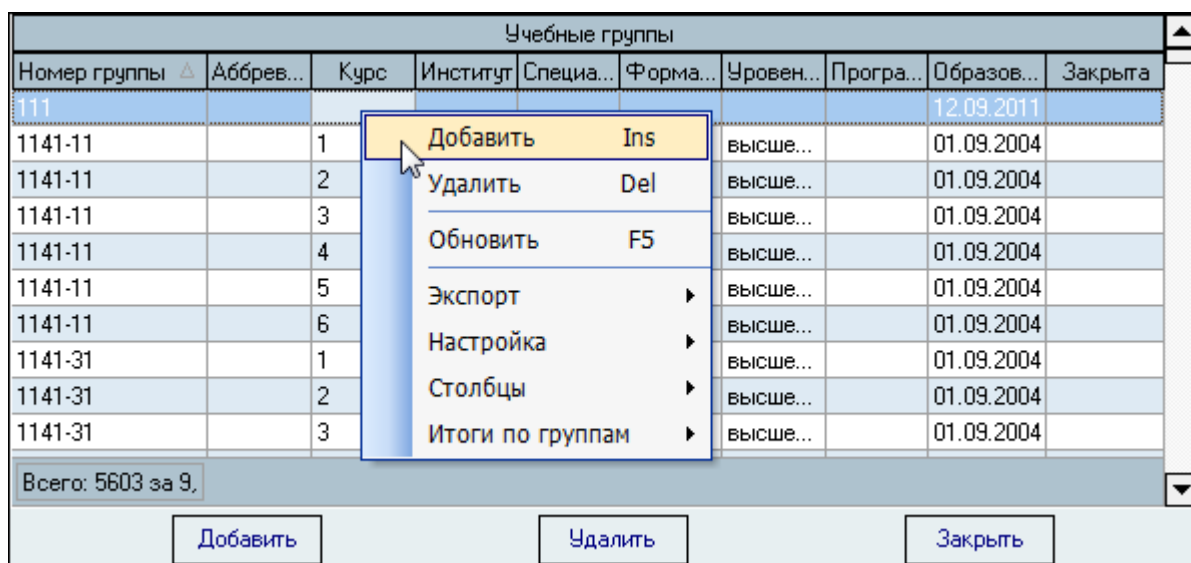 Учебные группы
Номер группы Аббрев... Курс Институт Специа... Форма... Уровен... Програ... Образов... Закрыта
111 12.09.2011
1141-11 1 высше... 01.09.2004
1141-11 2 высше... 01.09.2004
1141-11 3 высше... 01.09.2004
1141-11 4 высше... 01.09.2004
1141-11 5 высше... 01.09.2004
1141-11 6 высше... 01.09.2004
1141-31 1 высше... 01.09.2004
1141-31 2 высше... 01.09.2004
1141-31 3 высше... 01.09.2004
Добавить Ins
Удалить Del
Обновить F5
Экспорт
Настройка
Столбцы
Итоги по группам
Всего: 5603 за 9,
Добавить Удалить Закрыть